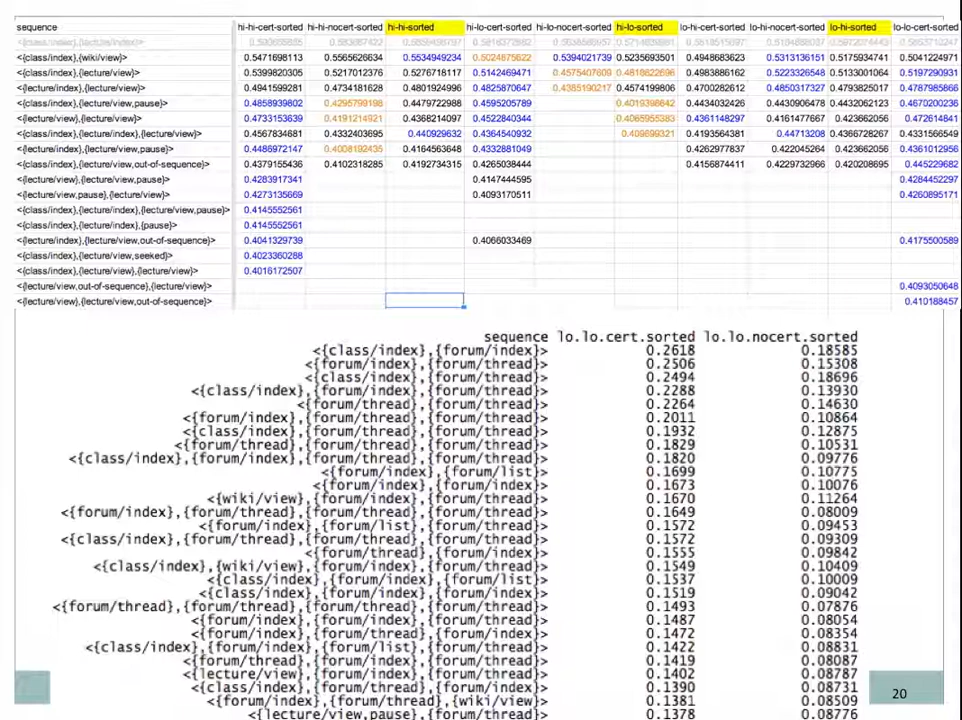 sequence hi-hi-cert-sorted hi-hi-nocert-sorted hi-hi-sorted hi-lo-cert-sorted hi-lo-nocert-sorted hi-lo-sorted lo-hi-cert-sorted lo-hi-nocert-sorted lo-hi-sorted lo-lo-cert-sorted
<{class/index},{wiki/view}> 0.5471698113 0.5565626634 0.5534949234 0.5024875622 0.5394021739 0.5235693501 0.4948683623 0.5313136151 0.5175934741 0.5041224971
0.5399820305 0.5217012376 0.5276718117 0.5142469471 0.4575407609 0.4816822696 0.4983886162 0.5223326548 0.5133001064 0.5197290931
<{lecture/index},{lecture/view}> 0.4941599281 0.4734181628 0.4801924996 0.4825870647 0.4385190217 0.4574199806 0.4700282612 0.4850317327 0.4793825017 0.4787985866
<{class/index},{lecture/view,pause}> 0.4858939802 0.4295799198 0.4479722988 0.4595205789 0.4019398642 0.4434032426 0.4430906478 0.4432062123 0.4670200236
<{lecture/view},{lecture/view}> 0.4733153639 0.4191214921 0.4368214097 0.4522840344 0.4065955383 0.4361148297 0.4161477667 0.423662056 0.472614841
<{class/index},{lecture/index},{lecture/view}> 0.4567834681 0.4332403695 0.440929632 0.4364540932 0.409699321 0.4193564381 0.44713208 0.4366728267 0.4331566549
<{lecture/index},{lecture/view,pause}> 0.4486972147 0.4008192435 0.4164563648 0.4332881049 0.4262977837 0.422045264 0.423662056 0.4361012956
<{class/index},{lecture/view,out-of-sequence}> 0.4379155436 0.4102318285 0.4192734315 0.4265038444 0.4156874411 0.4229732966 0.420208695 0.445229682
<{lecture/view},{lecture/view,pause}> 0.4283917341 0.4147444595 0.4284452297
<{lecture/view,pause},{lecture/view}> 0.4273135669 0.4093170511 0.4260895171
<{class/index},{lecture/index},{lecture/view,pause}> 0.4145552561
<{class/index},{lecture/index},{pause}> 0.4145552561
<{lecture/index},{lecture/view,out-of-sequence}> 0.4041329739 0.4066033469 0.4175500589
<{class/index},{lecture/view,seeked}> 0.4023360288
<{class/index},{lecture/view},{lecture/view}> 0.4016172507
<{lecture/view,out-of-sequence},{lecture/view}> 0.4093050648
<{lecture/view},{lecture/view,out-of-sequence}> 0.410188457
sequence lo.lo.cert.sorted lo.lo.nocert.sorted
<{class/index},{forum/index}> 0.2618 0.18585
<{forum/index},{forum/thread}> 0.2506 0.15308
<{class/index},{forum/thread}> 0.2494 0.18696
<{class/index},{forum/index},{forum/thread}> 0.2288 0.13930
<{forum/thread},{forum/thread}> 0.2264 0.14630
<{forum/index},{forum/thread},{forum/thread}> 0.2011 0.10864
<{class/index},{forum/thread},{forum/thread}> 0.1932 0.12875
<{forum/thread},{forum/thread},{forum/thread}> 0.1829 0.10531
<{class/index},{forum/index},{forum/thread},{forum/thread}> 0.1820 0.09776
<{forum/index},{forum/list}> 0.1699 0.10775
<{forum/index},{forum/index}> 0.1673 0.10076
<{wiki/view},{forum/index}> 0.1670 0.11264
<{forum/index},{forum/thread},{forum/thread},{forum/thread}> 0.1649 0.08009
<{forum/index},{forum/list},{forum/thread}> 0.1572 0.09453
<{class/index},{forum/thread},{forum/thread},{forum/thread}> 0.1572 0.09309
<{forum/thread},{forum/index}> 0.1555 0.09842
<{class/index},{wiki/view},{forum/index}> 0.1549 0.10409
<{class/index},{forum/index},{forum/list}> 0.1537 0.10009
<{class/index},{forum/index},{forum/index}> 0.1519 0.09042
<{forum/thread},{forum/thread},{forum/thread},{forum/thread}> 0.1493 0.07876
<{forum/index},{forum/thread},{forum/index}> 0.1487 0.08054
<{forum/index},{forum/index},{forum/thread}> 0.1472 0.08354
<{class/index},{forum/index},{forum/list},{forum/thread}> 0.1422 0.08831
<{forum/thread},{forum/index},{forum/thread}> 0.1419 0.08087
<{lecture/view},{forum/index}> 0.1402 0.08787
<{class/index},{forum/thread},{forum/index}> 0.1390 0.08731
<{forum/index},{forum/thread},{wiki/view}> 0.1381 0.08509
<{lecture/view,pause},{forum/thread}> 0.1378 0.08776
20